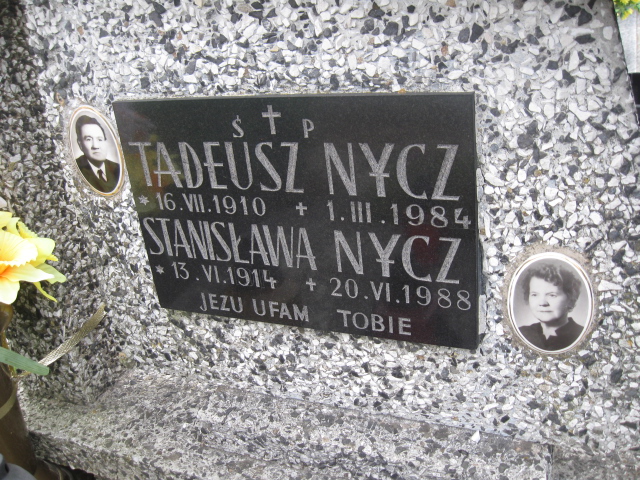 Ś † P
TADEUSZ NYCZ
* 16.VII.1910 + 1.III.1984
STANISŁAWA NYCZ
* 13.VI.1914 + 20.VI.1988
JEZU UFAM TOBIE